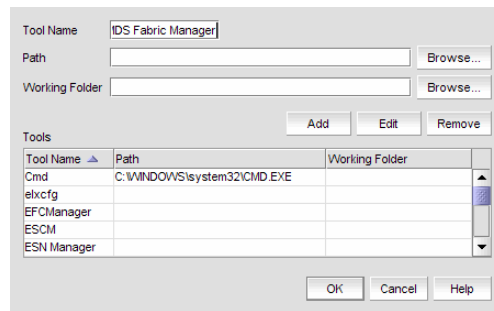 Tool Name
IDS Fabric Manager
Path
Browse...
Working Folder
Browse...
Add
Edit
Remove
Tools
Tool Name
Path
Working Folder
Cmd
C:\WINDOWS\system32\CMD.EXE
elxcfg
EFCManager
ESCM
ESN Manager
OK
Cancel
Help